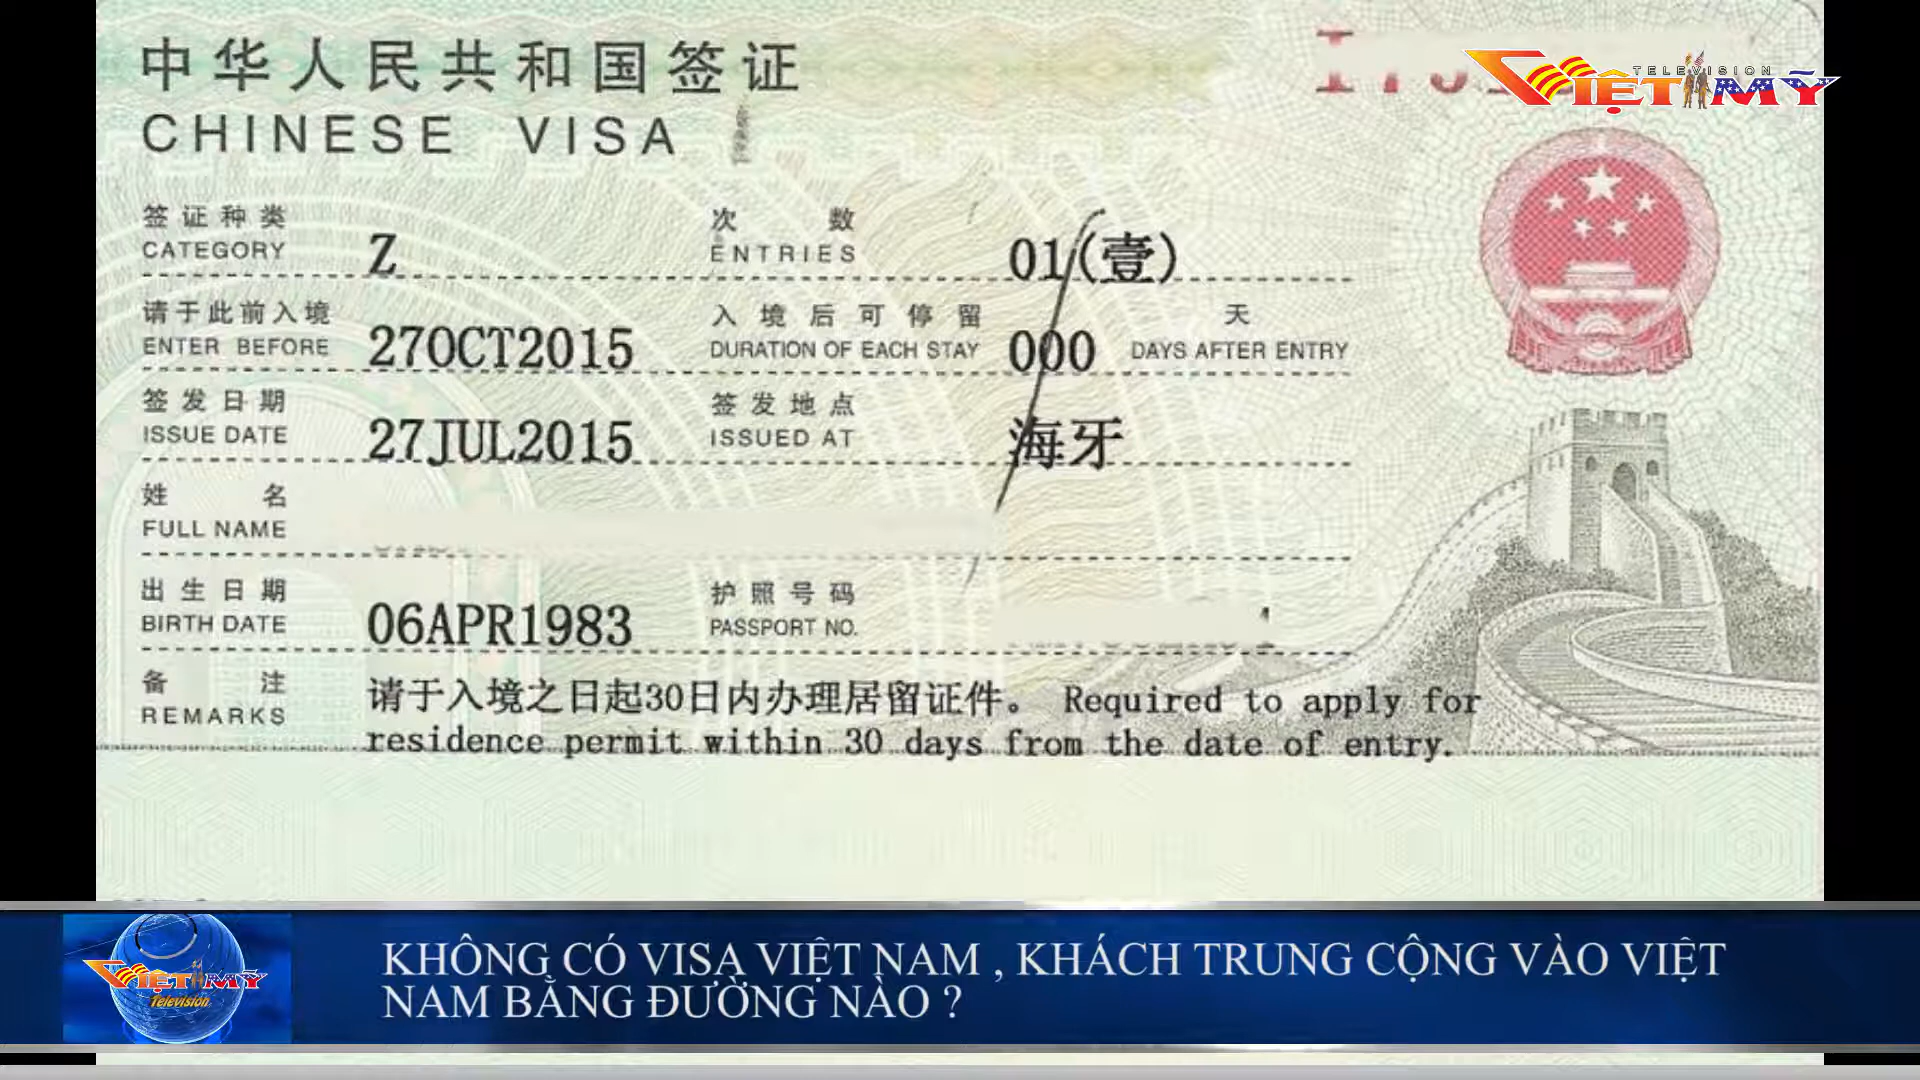 中华人民共和国签证
CHINESE VISA
TELEVISION
VIỆT MỸ
签证种类
CATEGORY
Z
次数
ENTRIES
01(壹)
请于此前入境
ENTER BEFORE
27OCT2015
入境后可停留
DURATION OF EACH STAY
000
天
DAYS AFTER ENTRY
签发日期
ISSUE DATE
27JUL2015
签发地点
ISSUED AT
海牙
姓名
FULL NAME
出生日期
BIRTH DATE
06APR1983
护照号码
PASSPORT NO.
备注
REMARKS
请于入境之日起30日内办理居留证件。 Required to apply for
residence permit within 30 days from the date of entry.
VIỆT MỸ
Television
KHÔNG CÓ VISA VIỆT NAM , KHÁCH TRUNG CỘNG VÀO VIỆT
NAM BẰNG ĐƯỜNG NÀO ?